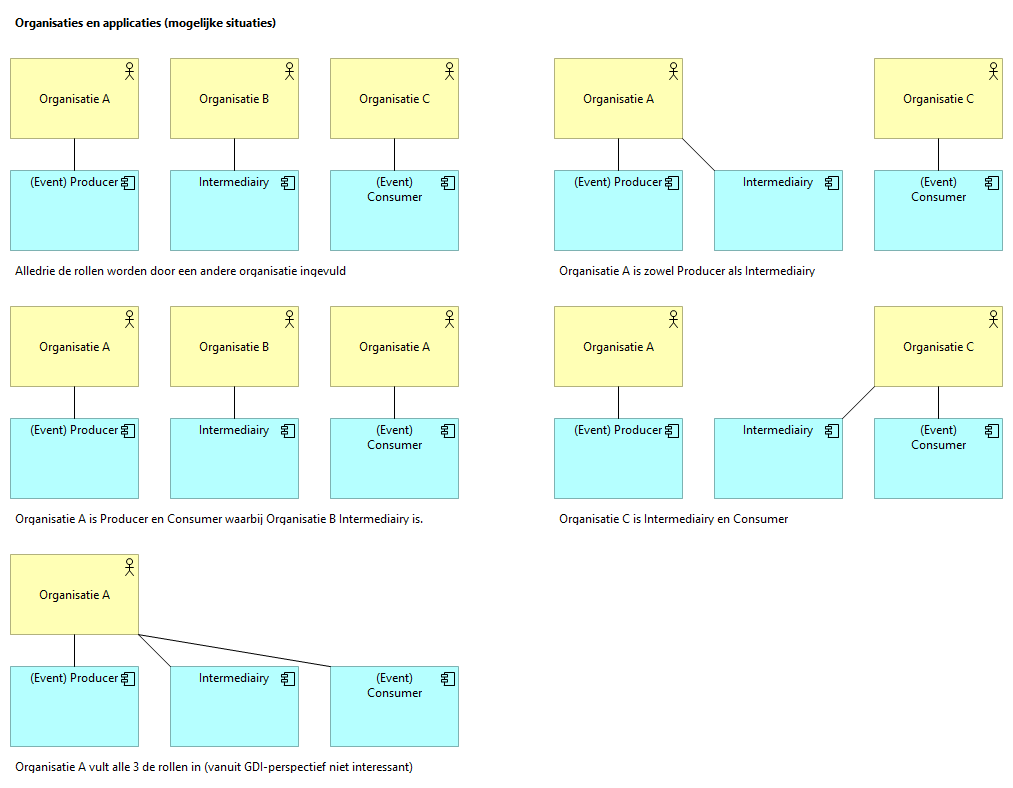 Organisaties en applicaties (mogelijke situaties)
Organisatie A
Organisatie B
Organisatie C
(Event) Producer
Intermediairy
(Event)
Consumer
Alledrie de rollen worden door een andere organisatie ingevuld
Organisatie A
Organisatie C
(Event) Producer
Intermediairy
(Event)
Consumer
Organisatie A is zowel Producer als Intermediairy
Organisatie A
Organisatie B
Organisatie A
(Event) Producer
Intermediairy
(Event)
Consumer
Organisatie A is Producer en Consumer waarbij Organisatie B Intermediairy is.
Organisatie A
Organisatie C
(Event) Producer
Intermediairy
(Event)
Consumer
Organisatie C is Intermediairy en Consumer
Organisatie A
(Event) Producer
Intermediairy
(Event)
Consumer
Organisatie A vult alle 3 de rollen in (vanuit GDI-perspectief niet interessant)